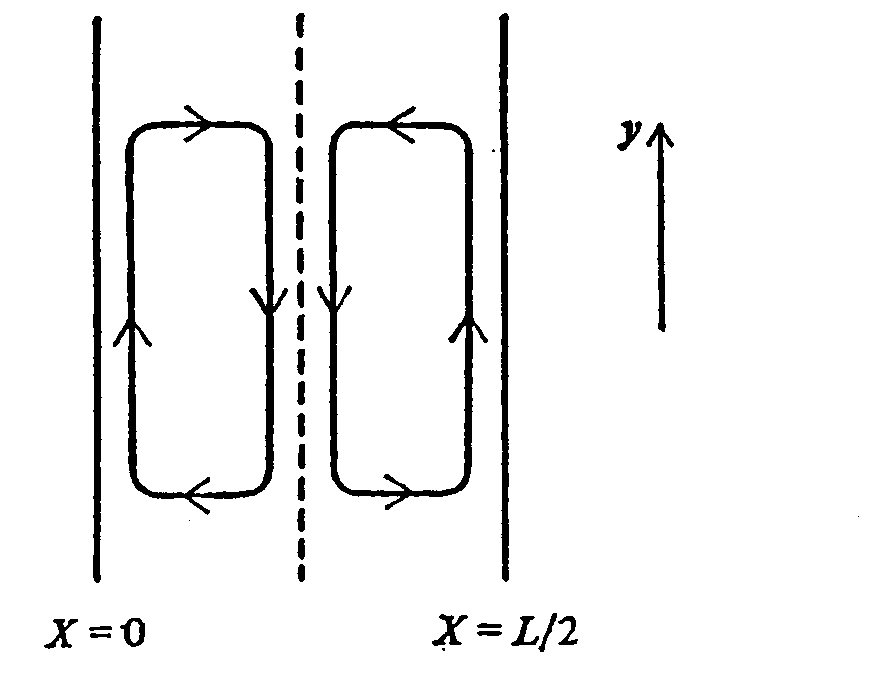 y
X = 0
X = L/2